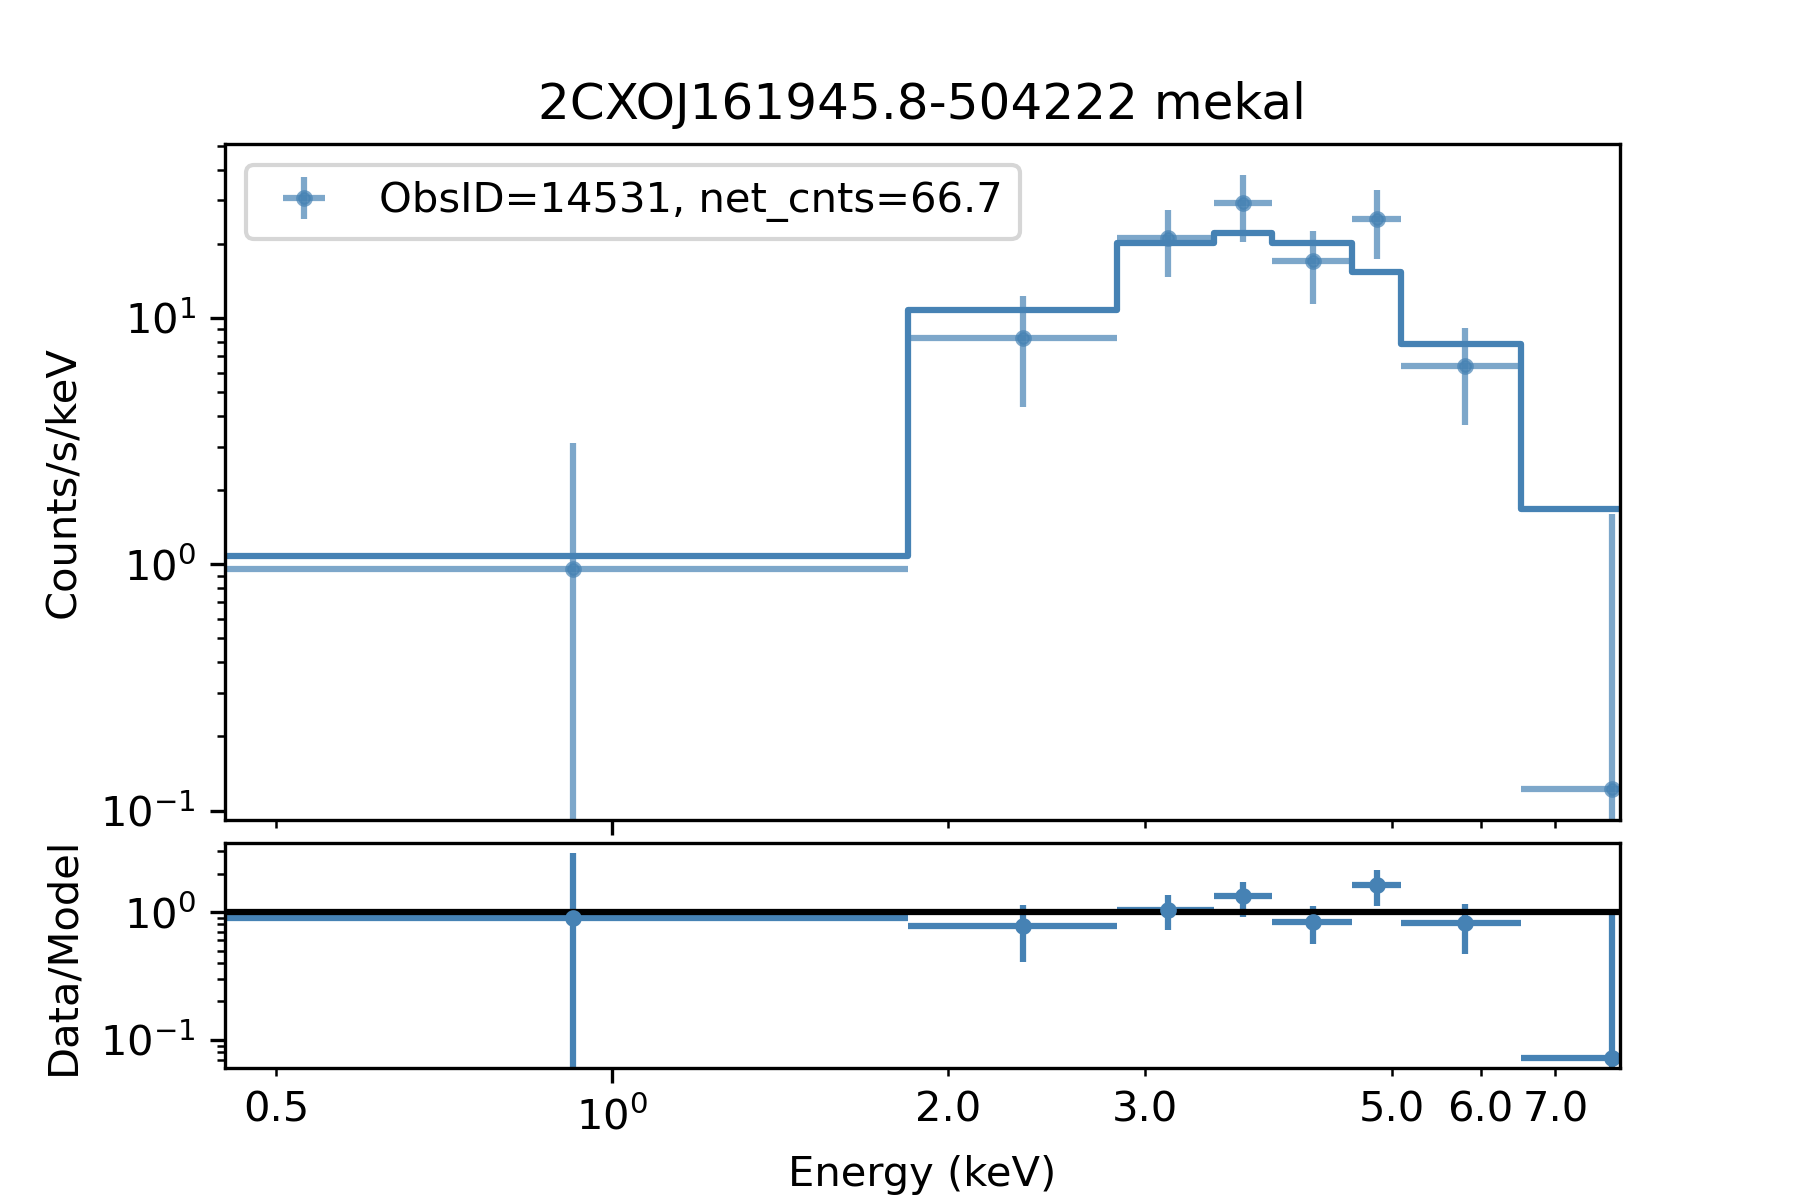 2CXOJ161945.8-504222 mekal
ObsID=14531, net_cnts=66.7
Counts/s/keV
10¹
10⁰
10⁻¹
Data/Model
10⁰
10⁻¹
0.5 10⁰ 2.0 3.0 5.0 6.0 7.0
Energy (keV)